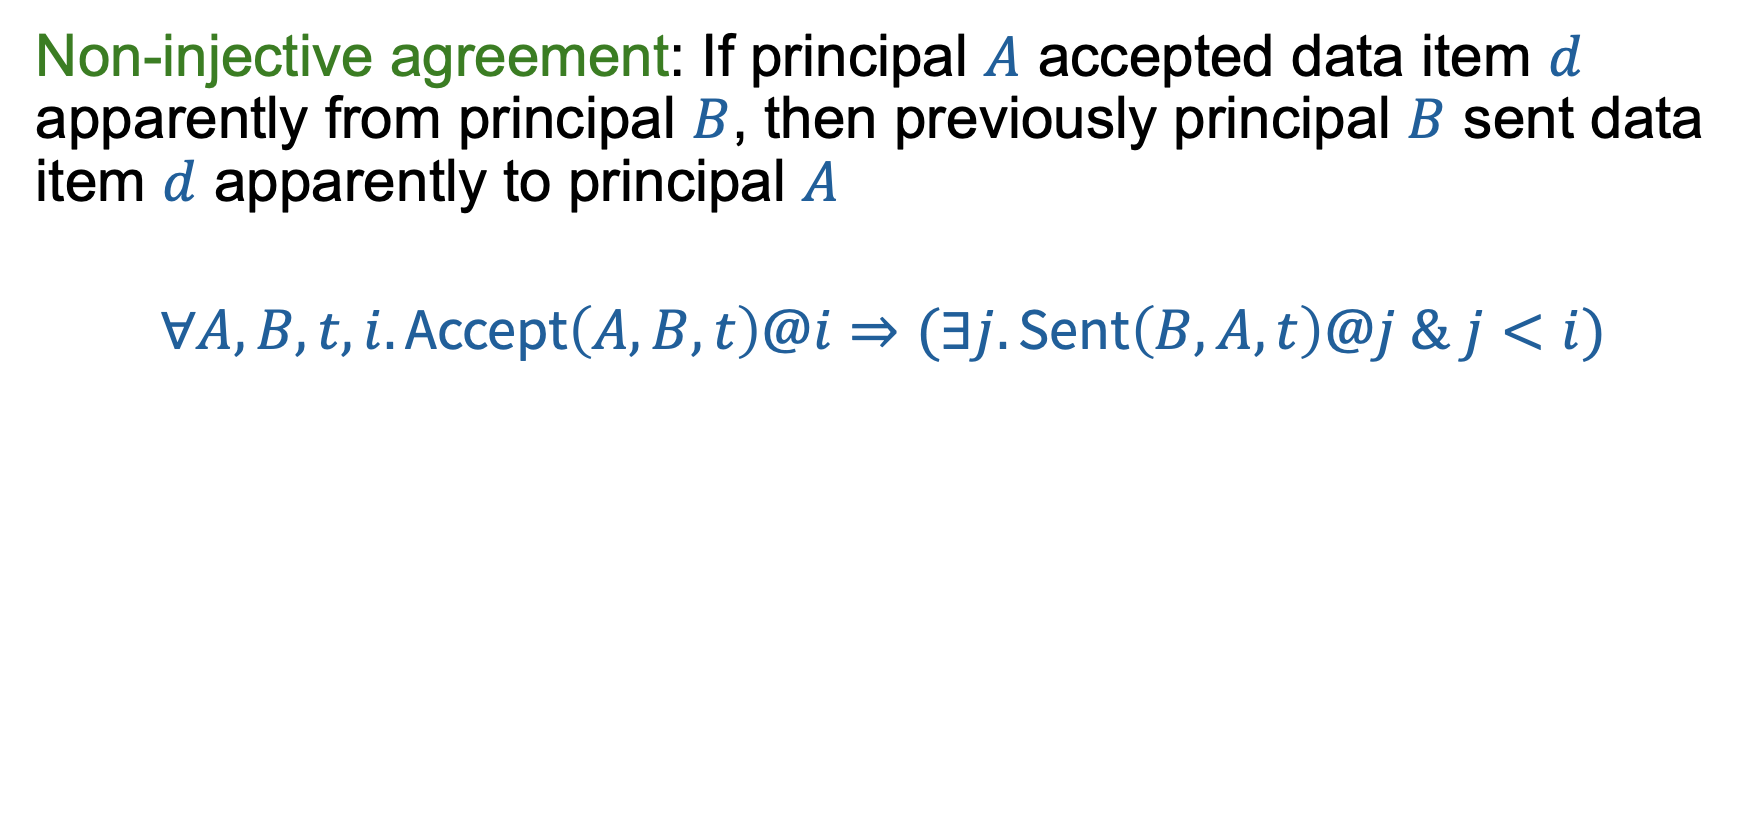 Non-injective agreement: If principal A accepted data item d
apparently from principal B, then previously principal B sent data
item d apparently to principal A
∀A, B, t, i. Accept(A, B, t)@i ⇒ (∃j. Sent(B, A, t)@j & j < i)